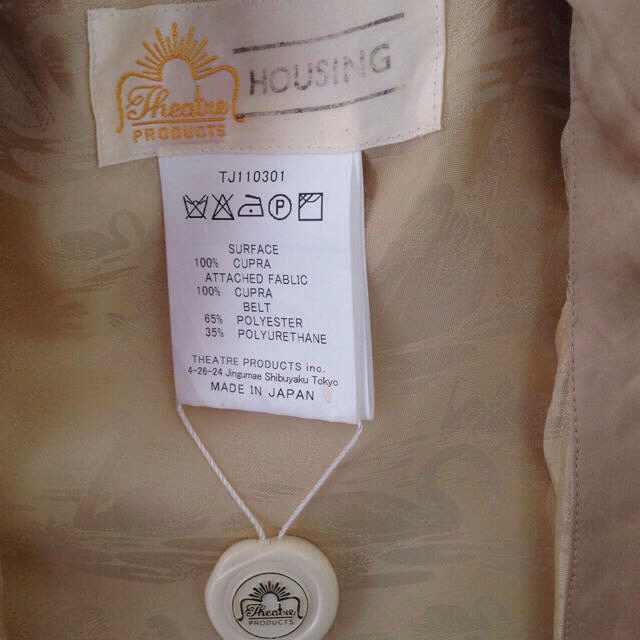 Theatre
PRODUCTS
HOUSING
TJ110301
P
SURFACE
100% CUPRA
ATTACHED FABLIC
100% CUPRA
BELT
65% POLYESTER
35% POLYURETHANE
THEATRE PRODUCTS inc.
4-26-24 Jingumae Shibuyaku Tokyo
MADE IN JAPAN
Theatre
PRODUCTS